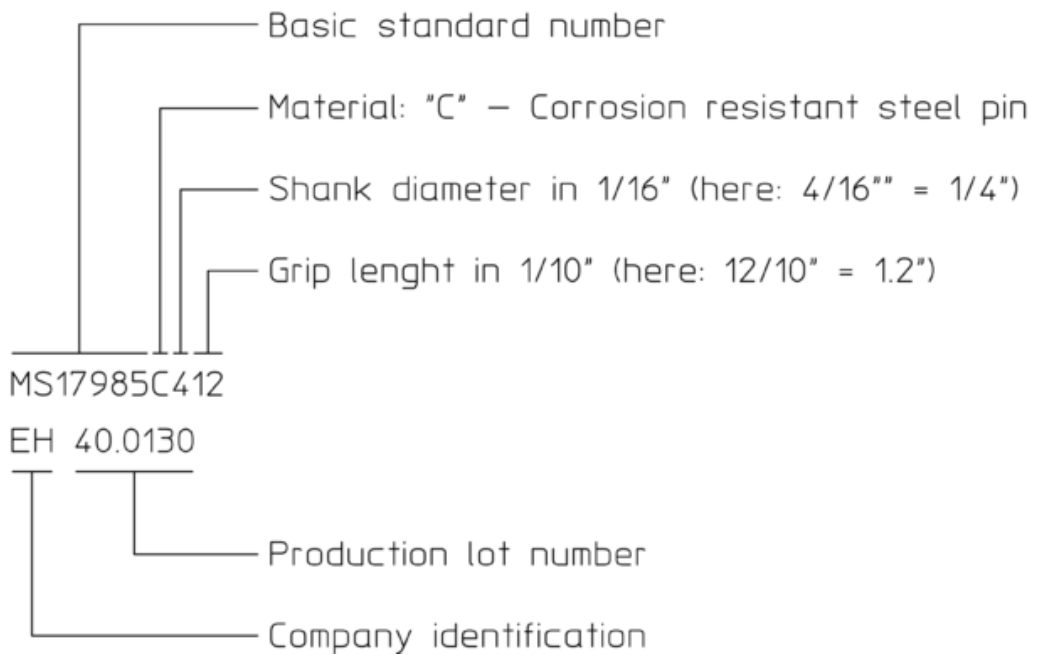 Basic standard number
Material: "C" – Corrosion resistant steel pin
Shank diameter in 1/16" (here: 4/16"" = 1/4")
Grip lenght in 1/10" (here: 12/10" = 1.2")
MS17985C412
EH 40.0130
Production lot number
Company identification